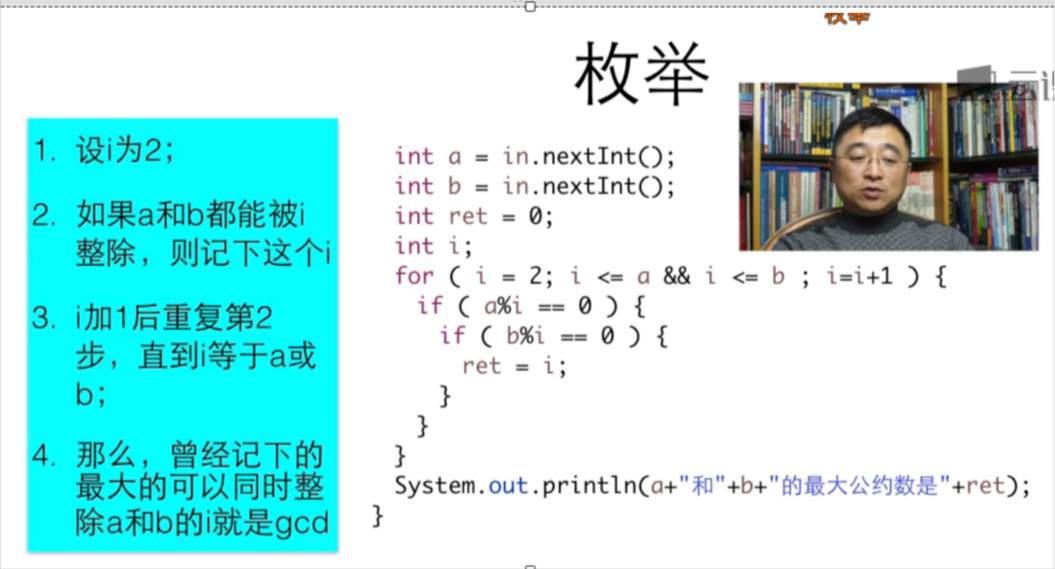 枚举
1. 设i为2;
2. 如果a和b都能被i
整除，则记下这个i
3. i加1后重复第2
步，直到i等于a或
b;
4. 那么，曾经记下的
最大的可以同时整
除a和b的i就是gcd
int a = in.nextInt();
int b = in.nextInt();
int ret = 0;
int i;
for ( i = 2; i <= a && i <= b ; i=i+1 ) {
if ( a%i == 0 ) {
if ( b%i == 0 ) {
ret = i;
}
}
}
System.out.println(a+"和"+b+"的最大公约数是"+ret);
}